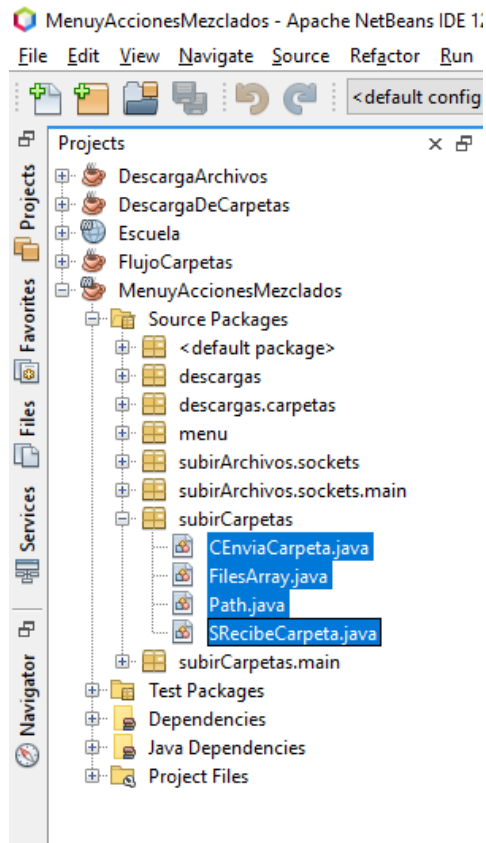 MenuyAccionesMezclados - Apache NetBeans IDE 12
File Edit View Navigate Source Refactor Run
<default config
Projects
Projects
Favorites
Files
Services
Navigator
DescargaArchivos
DescargaDeCarpetas
Escuela
FlujoCarpetas
MenuyAccionesMezclados
Source Packages
<default package>
descargas
descargas.carpetas
menu
subirArchivos.sockets
subirArchivos.sockets.main
subirCarpetas
CEnviaCarpeta.java
FilesArray.java
Path.java
SRecibeCarpeta.java
subirCarpetas.main
Test Packages
Dependencies
Java Dependencies
Project Files